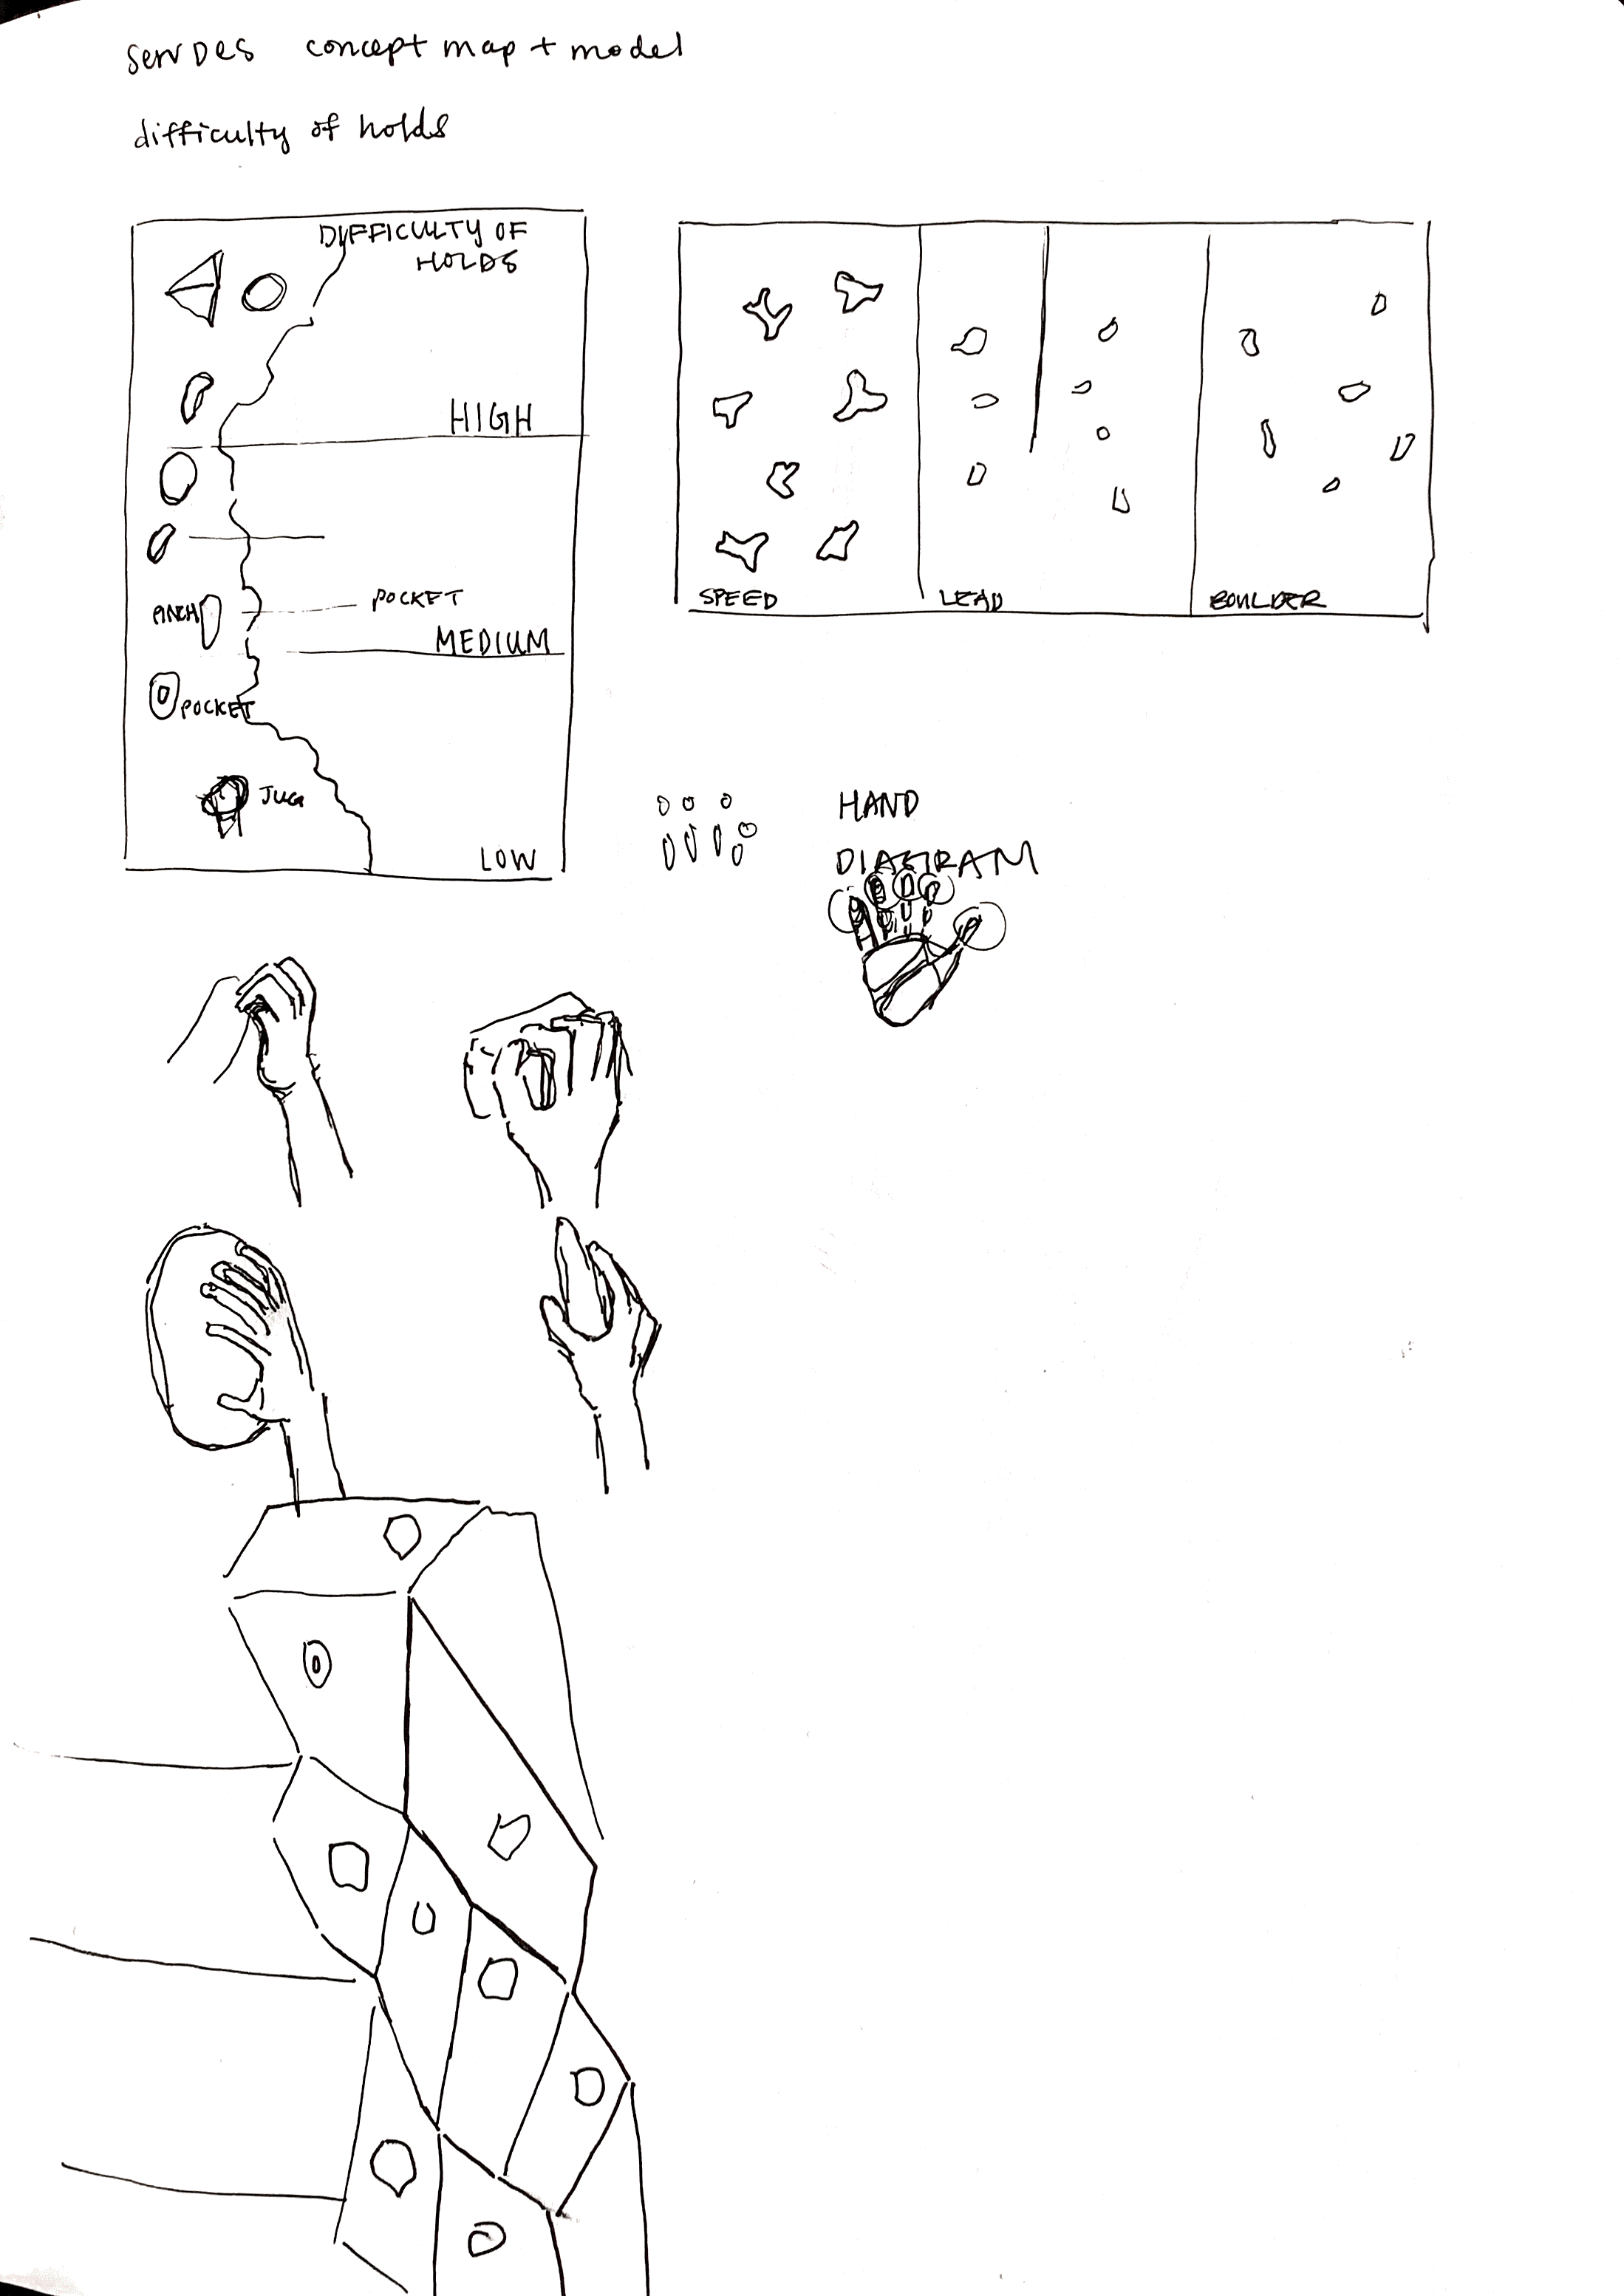 serv Des concept map + model
difficulty of holds
DIFFICULTY OF
HOLDS
HIGH
PINCH
POCKET
MEDIUM
POCKET
JUG
LOW
SPEED
LEAD
BOULDER
HAND
DIAGRAM